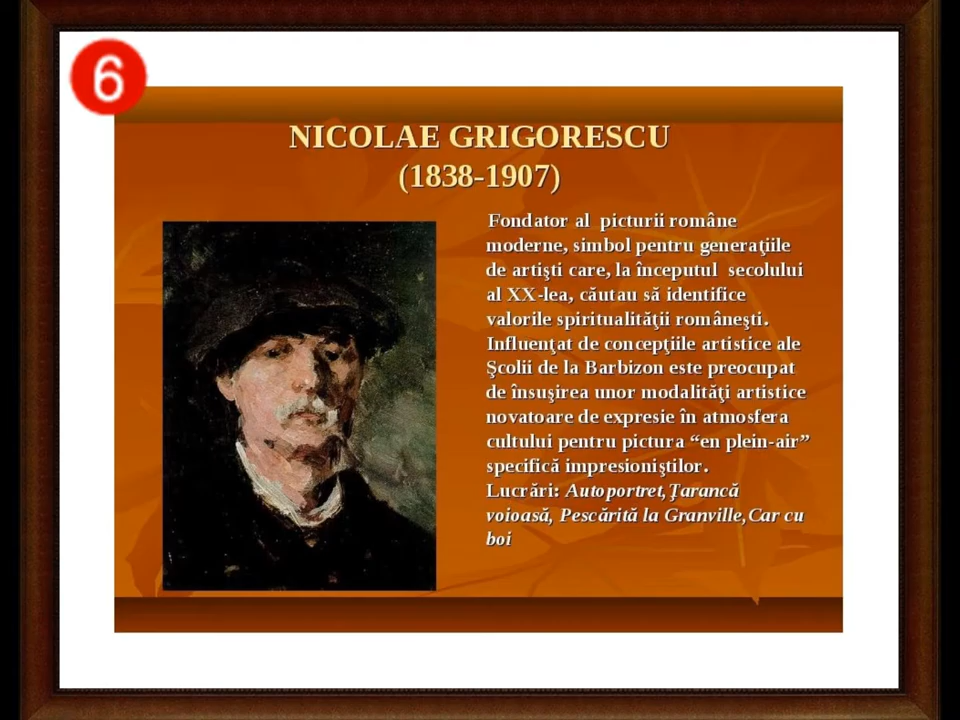 6
NICOLAE GRIGORESCU
(1838-1907)
Fondator al picturii române
moderne, simbol pentru generaţiile
de artişti care, la începutul secolului
al XX-lea, căutau să identifice
valorile spiritualităţii româneşti.
Influenţat de concepţiile artistice ale
Şcolii de la Barbizon este preocupat
de însuşirea unor modalităţi artistice
novatoare de expresie în atmosfera
cultului pentru pictura “en plein-air”
specifică impresioniştilor.
Lucrări: Autoportret,Ţarancă
voioasă, Pescărită la Granville,Car cu
boi